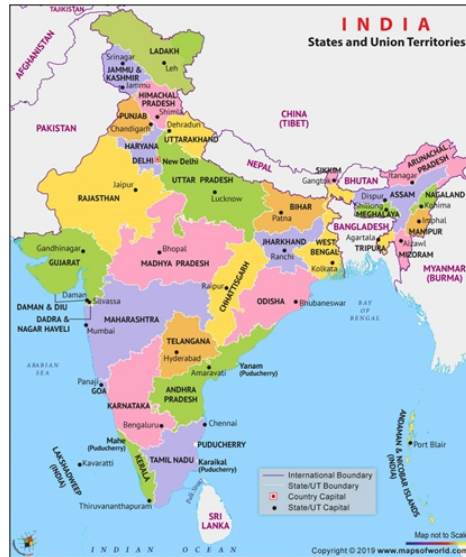 INDIA
States and Union Territories
TAJIKISTAN
AFGHANISTAN
PAKISTAN
CHINA
(TIBET)
NEPAL
BHUTAN
BANGLADESH
MYANMAR
(BURMA)
SRI
LANKA
LADAKH
Leh
Srinagar
JAMMU &
KASHMIR
Jammu
HIMACHAL
PRADESH
Shimla
PUNJAB
Chandigarh
Dehradun
UTTARAKHAND
HARYANA
DELHI
New Delhi
RAJASTHAN
Jaipur
UTTAR PRADESH
Lucknow
SIKKIM
Gangtok
ARUNACHAL
PRADESH
Itanagar
Dispur
ASSAM
NAGALAND
Kohima
Shillong
MEGHALAYA
Imphal
MANIPUR
Agartala
TRIPURA
Aizawl
MIZORAM
BIHAR
Patna
JHARKHAND
Ranchi
WEST
BENGAL
Kolkata
Gandhinagar
GUJARAT
Bhopal
MADHYA PRADESH
CHHATTISGARH
Raipur
ODISHA
Bhubaneswar
Daman
DAMAN & DIU
Silvassa
DADRA &
NAGAR HAVELI
Mumbai
MAHARASHTRA
TELANGANA
Hyderabad
Amaravati
Yanam
(Puducherry)
ANDHRA
PRADESH
Panaji
GOA
KARNATAKA
Bengaluru
Chennai
Mahe
(Puducherry)
PUDUCHERRY
Karaikal
(Puducherry)
TAMIL NADU
KERALA
Thiruvananthapuram
LAKSHADWEEP
(INDIA)
Kavaratti
ANDAMAN & NICOBAR ISLANDS
(INDIA)
Port Blair
ARABIAN
SEA
BAY
OF
BENGAL
Palk Strait
INDIAN OCEAN
International Boundary
State/UT Boundary
Country Capital
State/UT Capital
Map not to Scale
Copyright © 2019 www.mapsofworld.com